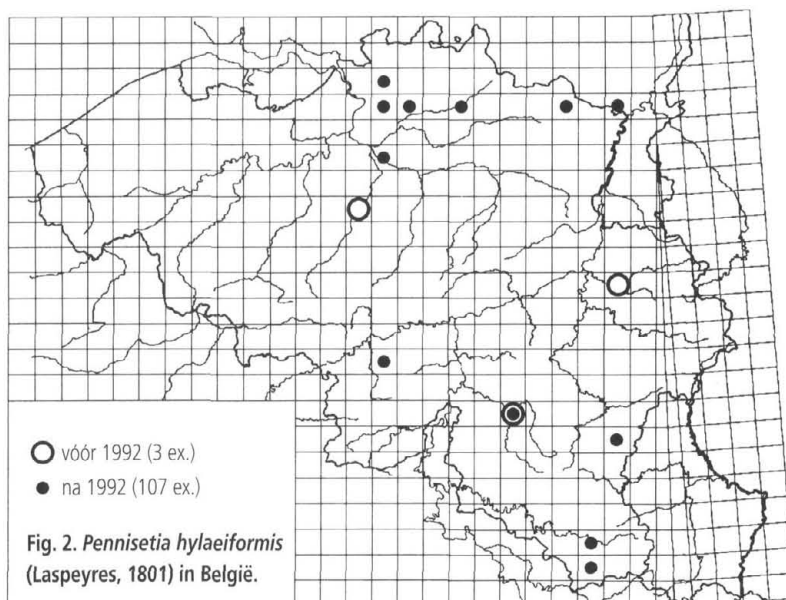 vóór 1992 (3 ex.)
na 1992 (107 ex.)
Fig. 2. Pennisetia hylaeiformis
(Laspeyres, 1801) in België.